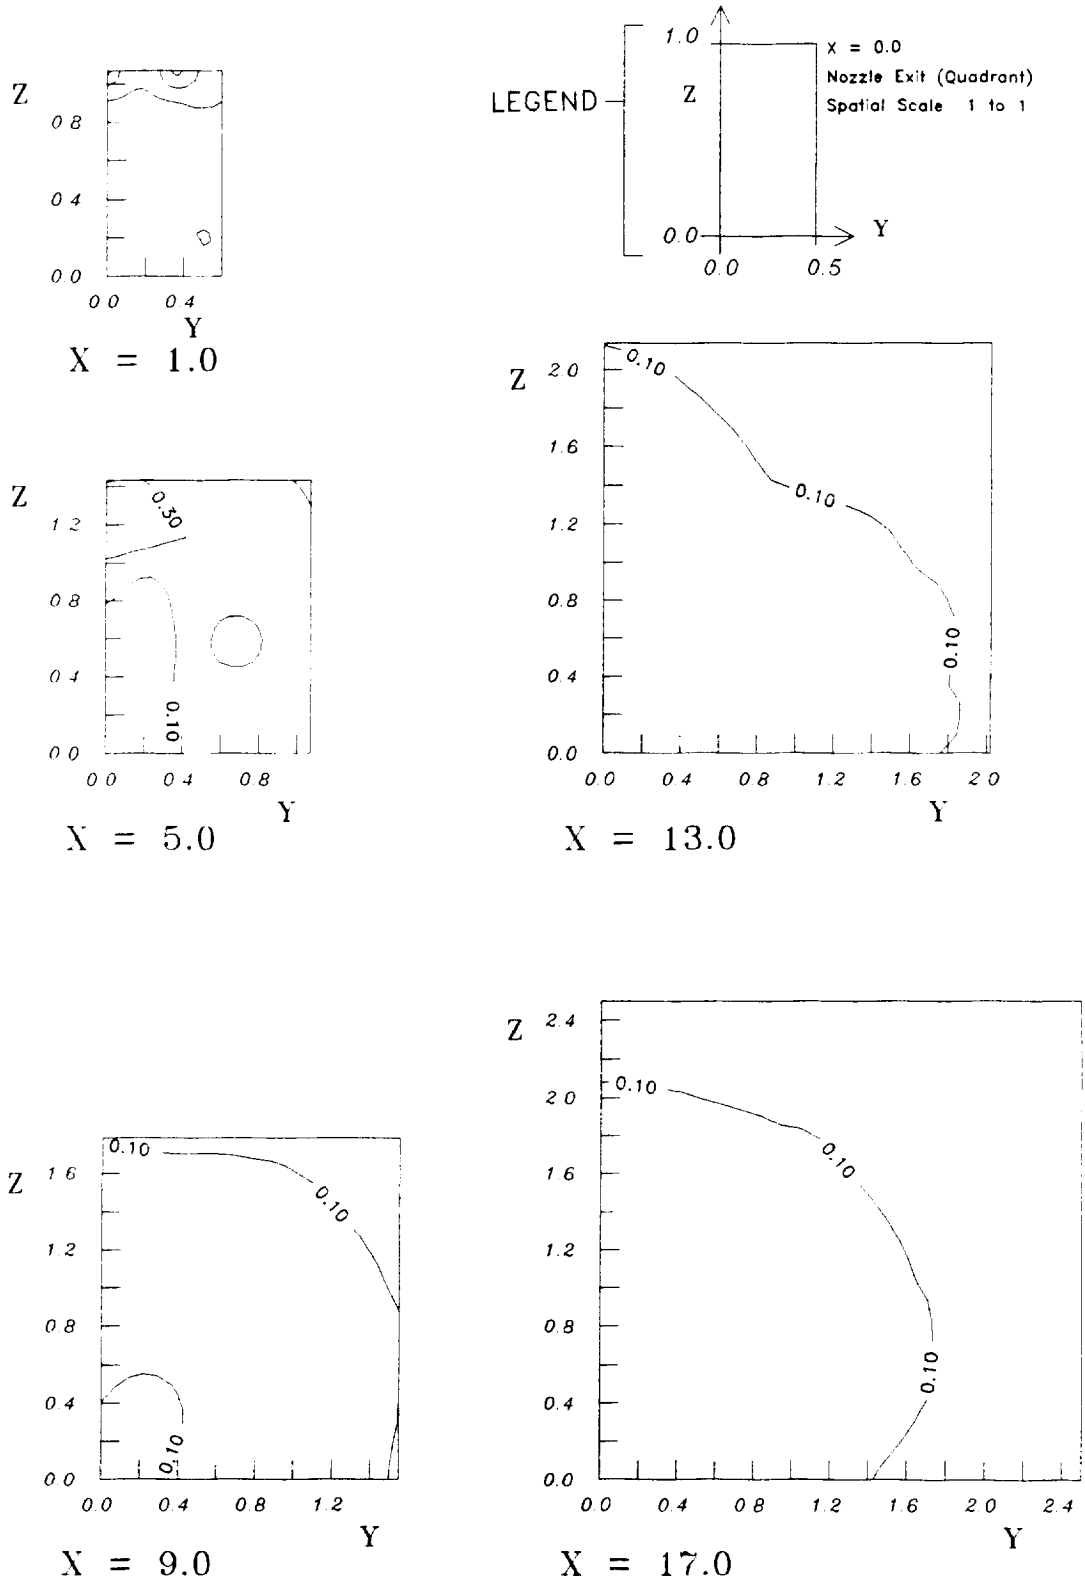 Z
0.8
0.4
0.0
0.0 0.4
Y
X = 1.0
LEGEND
1.0
Z
0.0
0.0 0.5
Y
X = 0.0
Nozzle Exit (Quadrant)
Spatial Scale 1 to 1
Z
1.2
0.8
0.4
0.0
0.30
0.10
0.0 0.4 0.8
Y
X = 5.0
Z
2.0
1.6
1.2
0.8
0.4
0.0
0.10
0.10
0.10
0.0 0.4 0.8 1.2 1.6 2.0
Y
X = 13.0
Z
1.6
1.2
0.8
0.4
0.0
0.10
0.10
0.10
0.0 0.4 0.8 1.2
Y
X = 9.0
Z
2.4
2.0
1.6
1.2
0.8
0.4
0.0
0.10
0.10
0.10
0.0 0.4 0.8 1.2 1.6 2.0 2.4
Y
X = 17.0